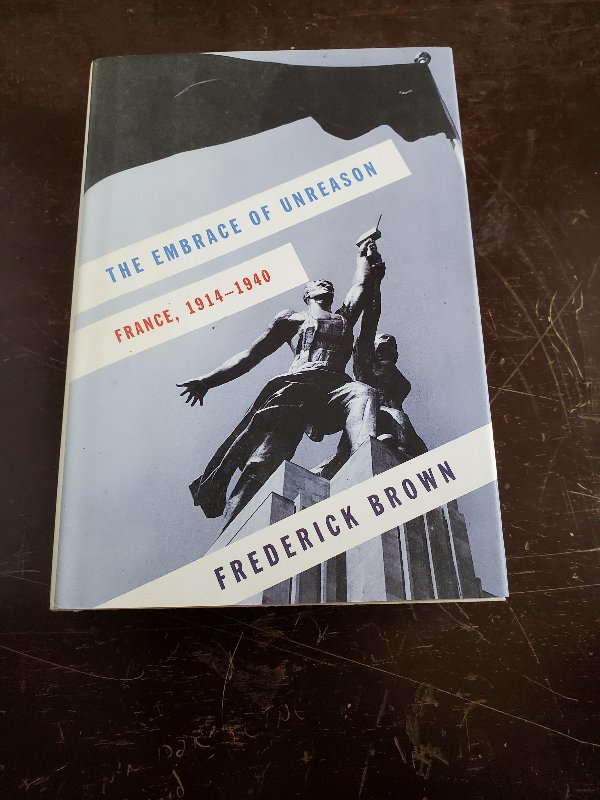 THE EMBRACE OF UNREASON
FRANCE, 1914–1940
FREDERICK BROWN